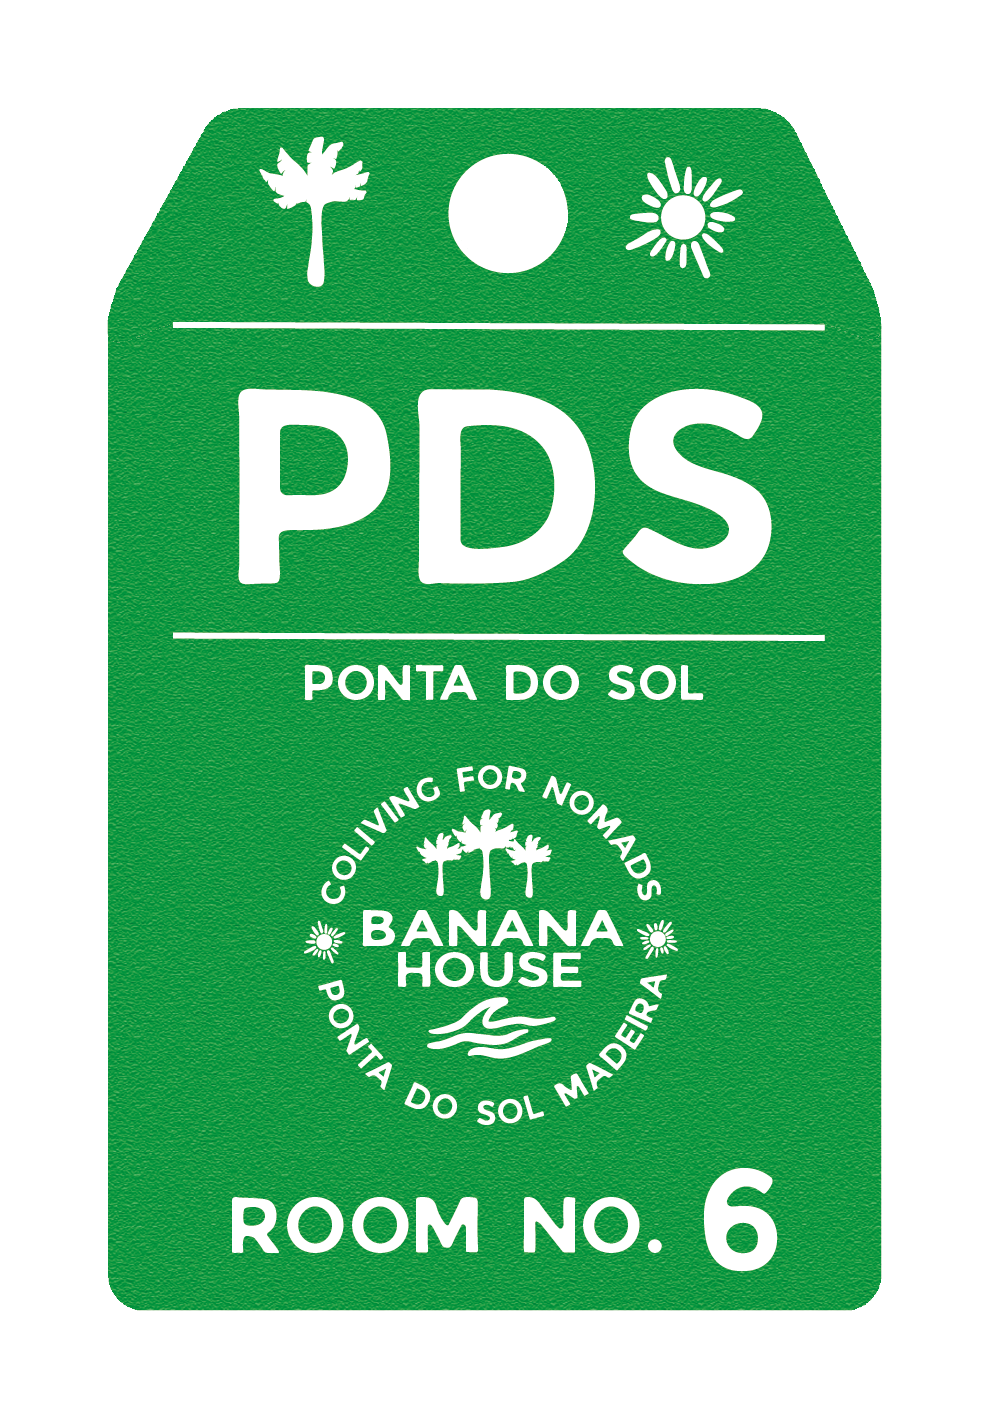 PDS
PONTA DO SOL
COLIVING FOR NOMADS
BANANA
HOUSE
PONTA DO SOL MADEIRA
ROOM NO. 6